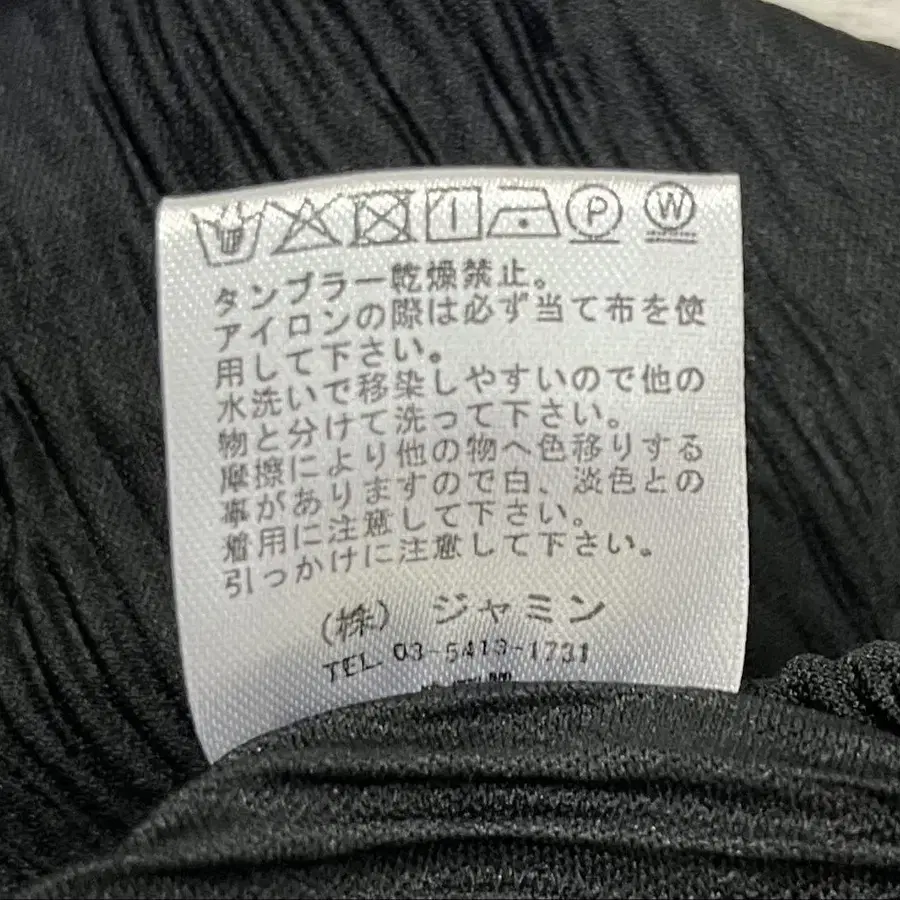 P W
タンブラー乾燥禁止。
アイロンの際は必ず当て布を使
用して下さい。
水洗いで移染しやすいので他の
物と分けて洗って下さい。
摩擦により他の物へ色移りする
事がありますので白、淡色との
着用に注意して下さい。
引っかけに注意して下さい。
(株) ジャミン
TEL 03-5413-1731